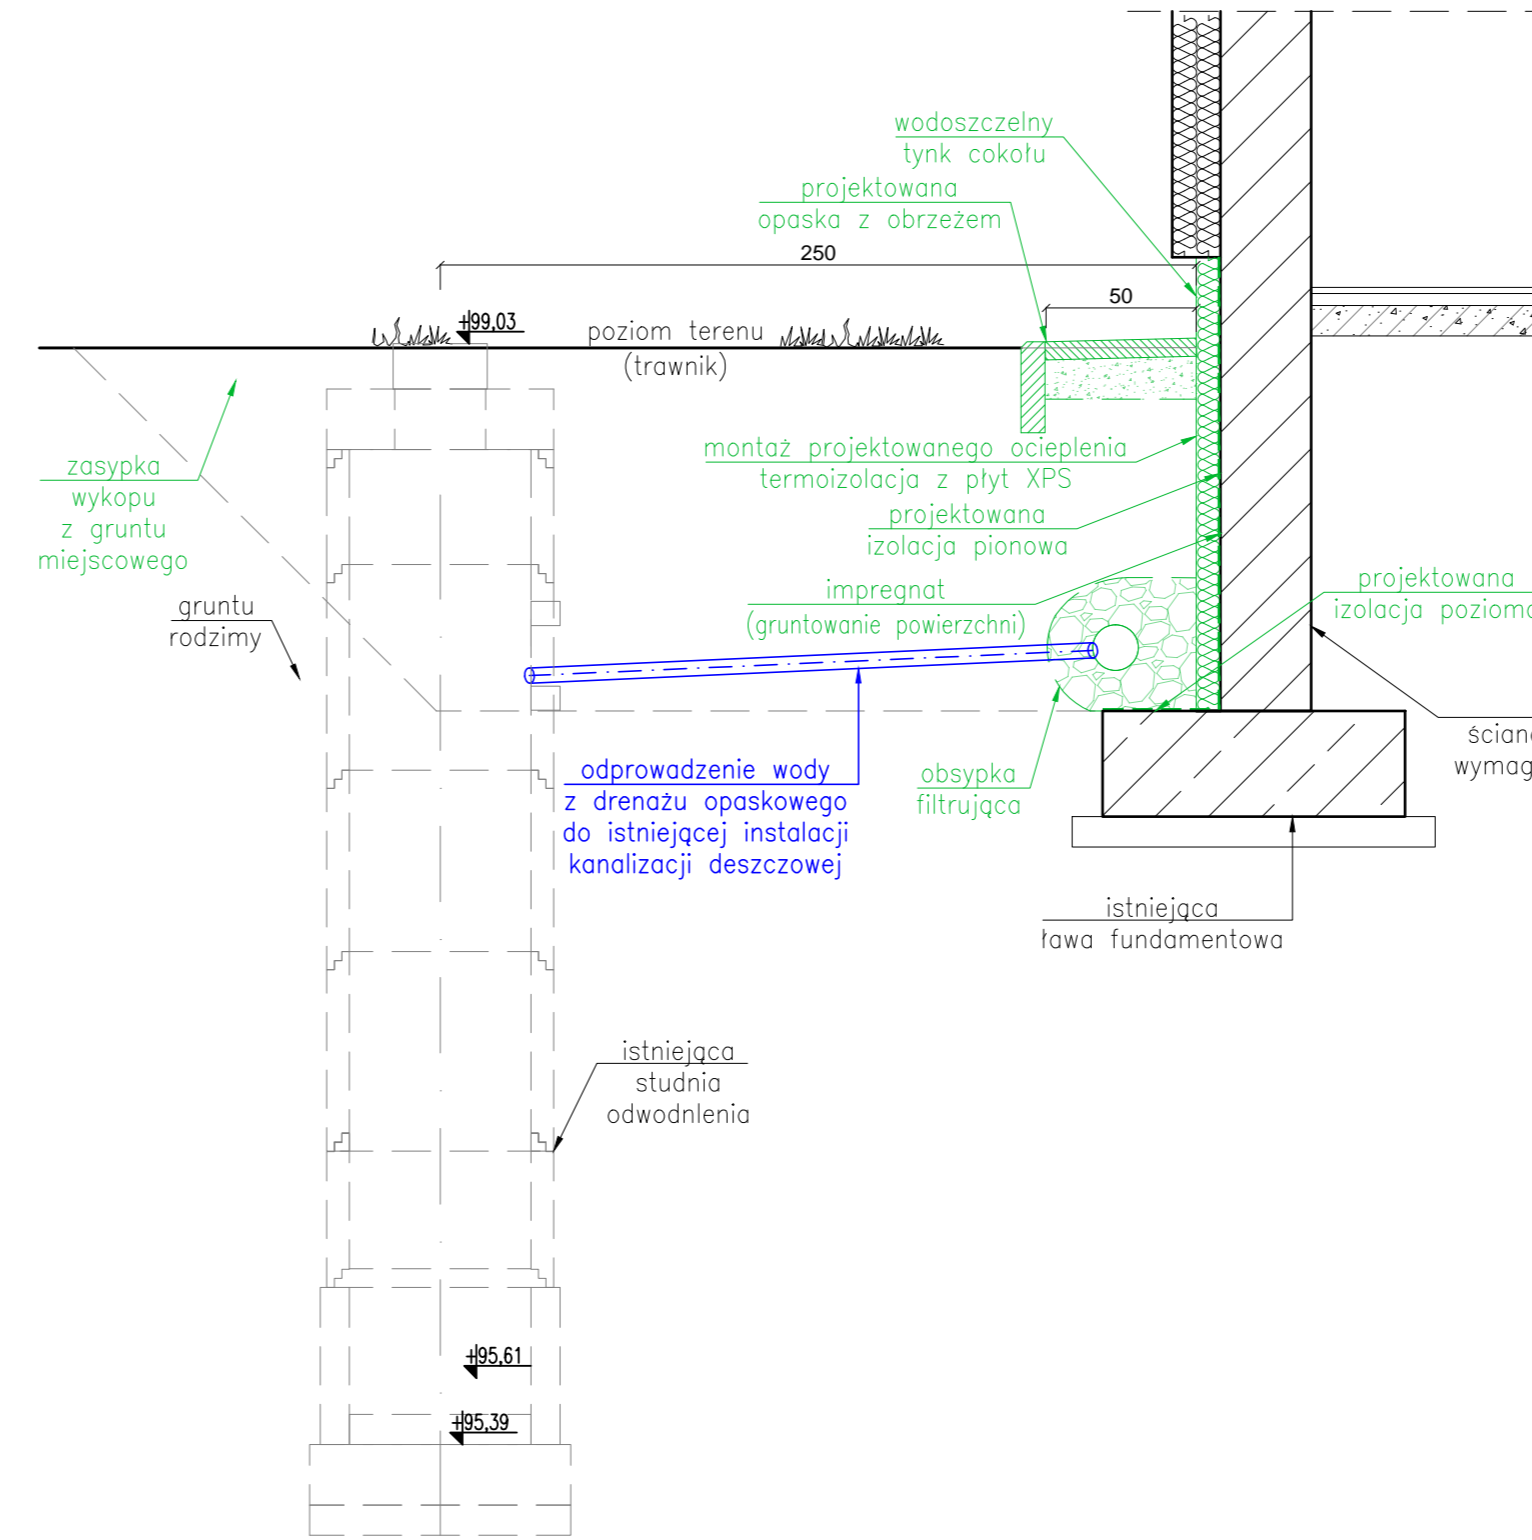 wodoszczelny
tynk cokołu
projektowana
opaska z obrzeżem
250
50
+99,03
poziom terenu
(trawnik)
zasypka
wykopu
z gruntu
miejscowego
montaż projektowanego ocieplenia
termoizolacja z płyt XPS
projektowana
izolacja pionowa
impregnat
(gruntowanie powierzchni)
projektowana
izolacja pozioma
gruntu
rodzimy
odprowadzenie wody
z drenażu opaskowego
do istniejącej instalacji
kanalizacji deszczowej
obsypka
filtrująca
ścian
wymag
istniejąca
ława fundamentowa
istniejąca
studnia
odwodnlenia
+95,61
+95,39